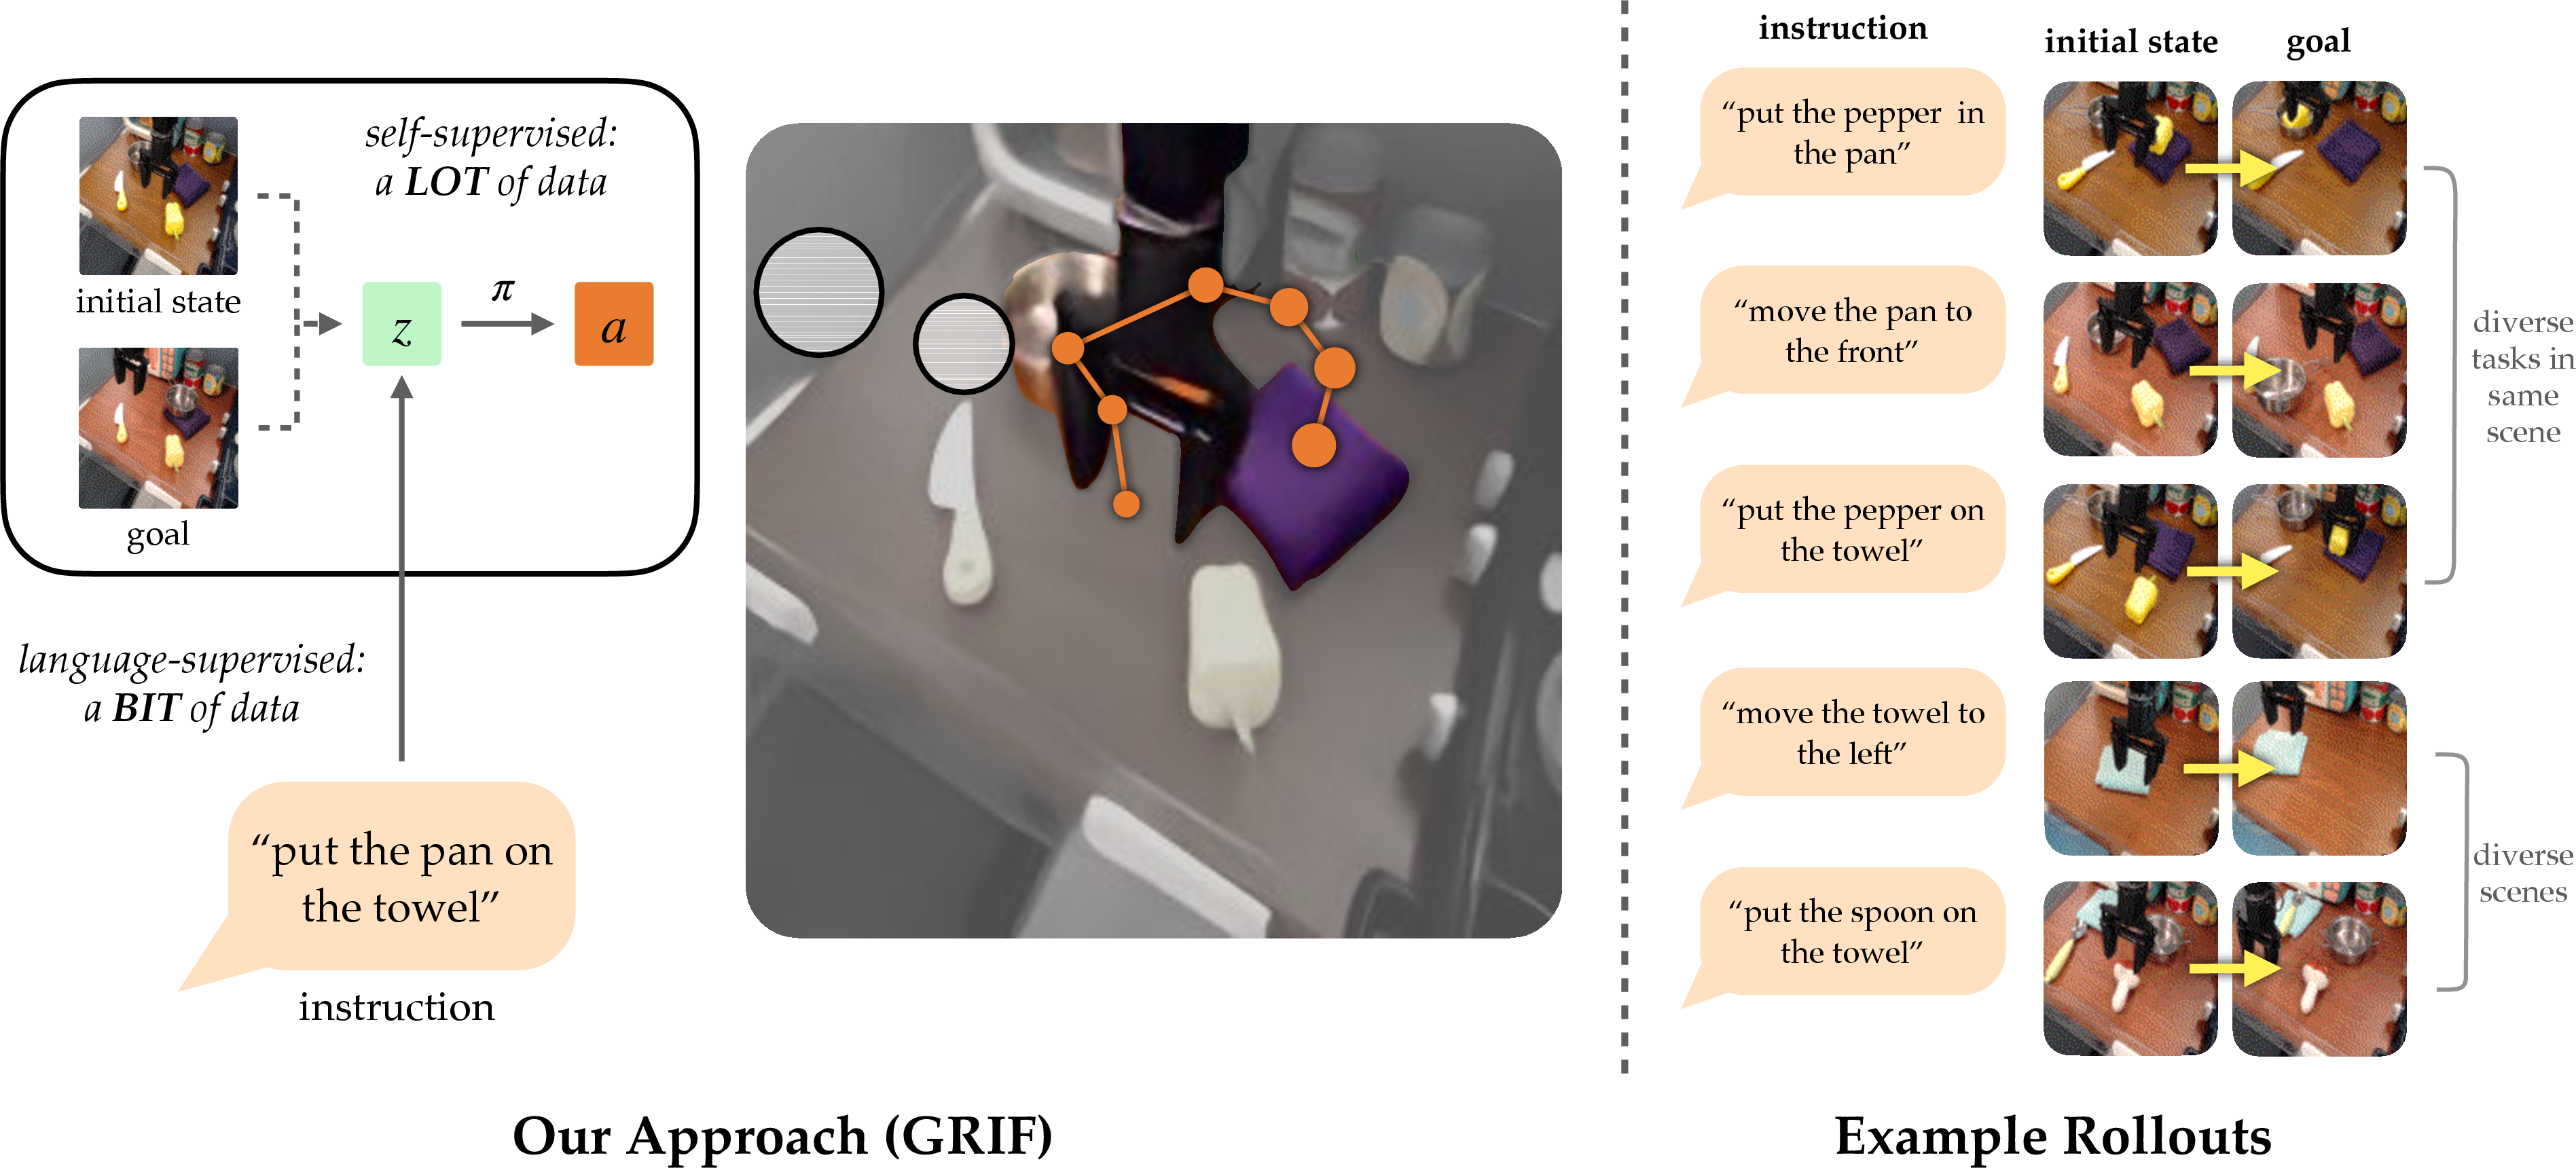 self-supervised:
a LOT of data
initial state
goal
z
π
a
language-supervised:
a BIT of data
“put the pan on
the towel”
instruction
Our Approach (GRIF)
instruction
initial state
goal
“put the pepper in
the pan”
“move the pan to
the front”
“put the pepper on
the towel”
diverse
tasks in
same
scene
“move the towel to
the left”
“put the spoon on
the towel”
diverse
scenes
Example Rollouts